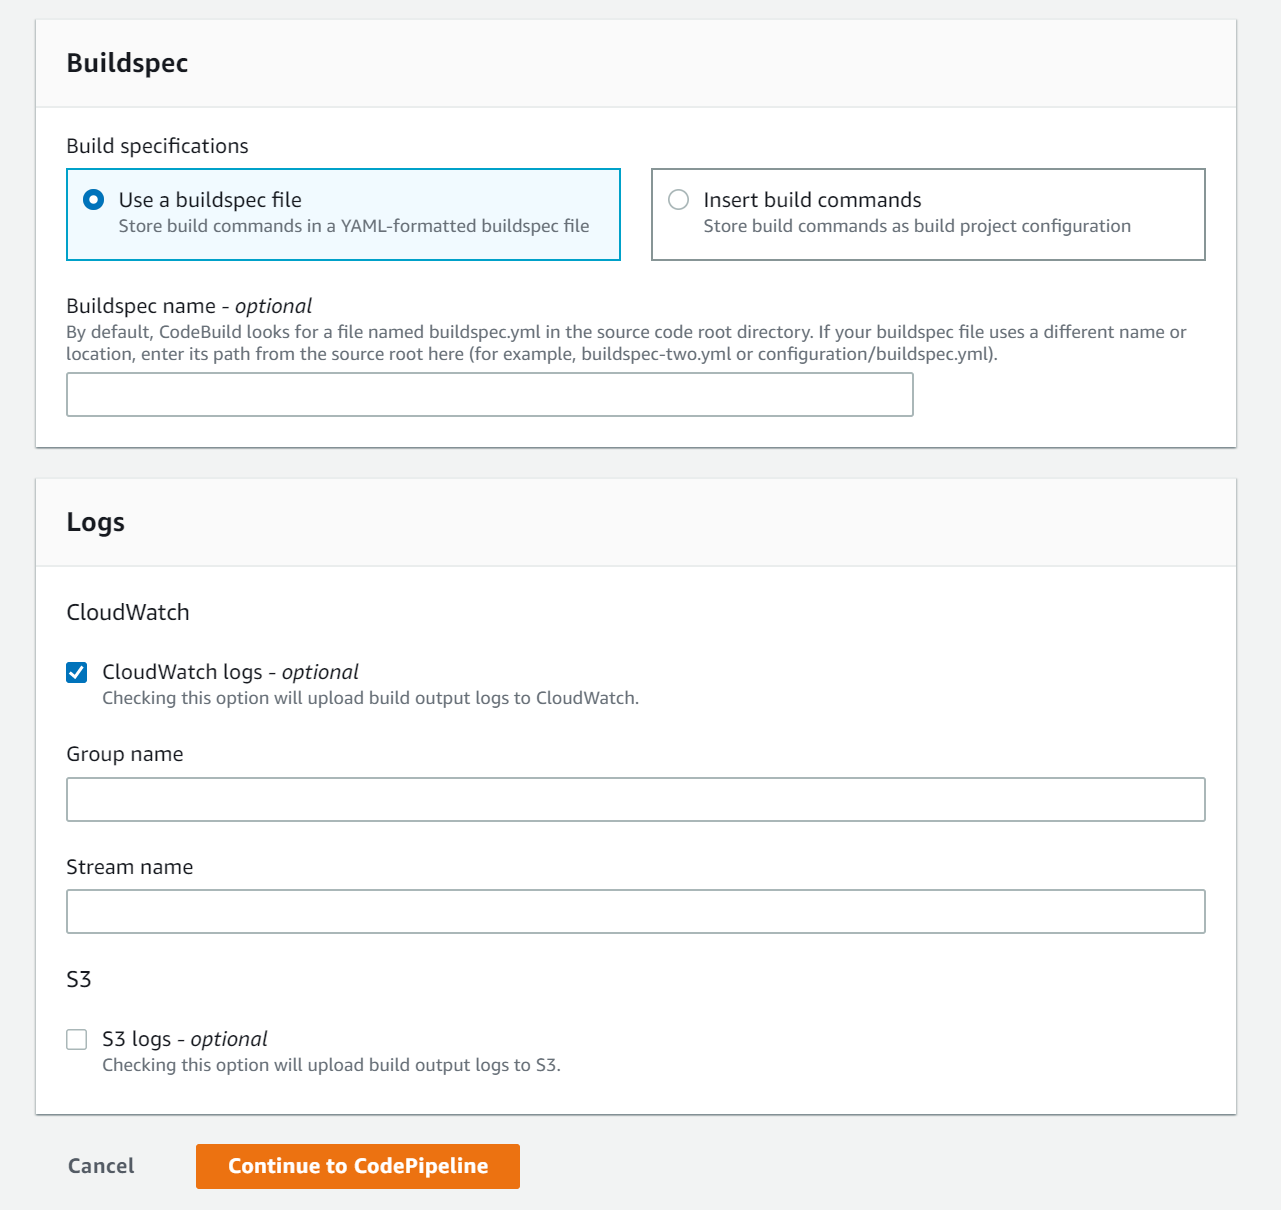 Buildspec
Build specifications
Use a buildspec file
Store build commands in a YAML-formatted buildspec file
Insert build commands
Store build commands as build project configuration
Buildspec name - optional
By default, CodeBuild looks for a file named buildspec.yml in the source code root directory. If your buildspec file uses a different name or
location, enter its path from the source root here (for example, buildspec-two.yml or configuration/buildspec.yml).
Logs
CloudWatch
CloudWatch logs - optional
Checking this option will upload build output logs to CloudWatch.
Group name
Stream name
S3
S3 logs - optional
Checking this option will upload build output logs to S3.
Cancel
Continue to CodePipeline